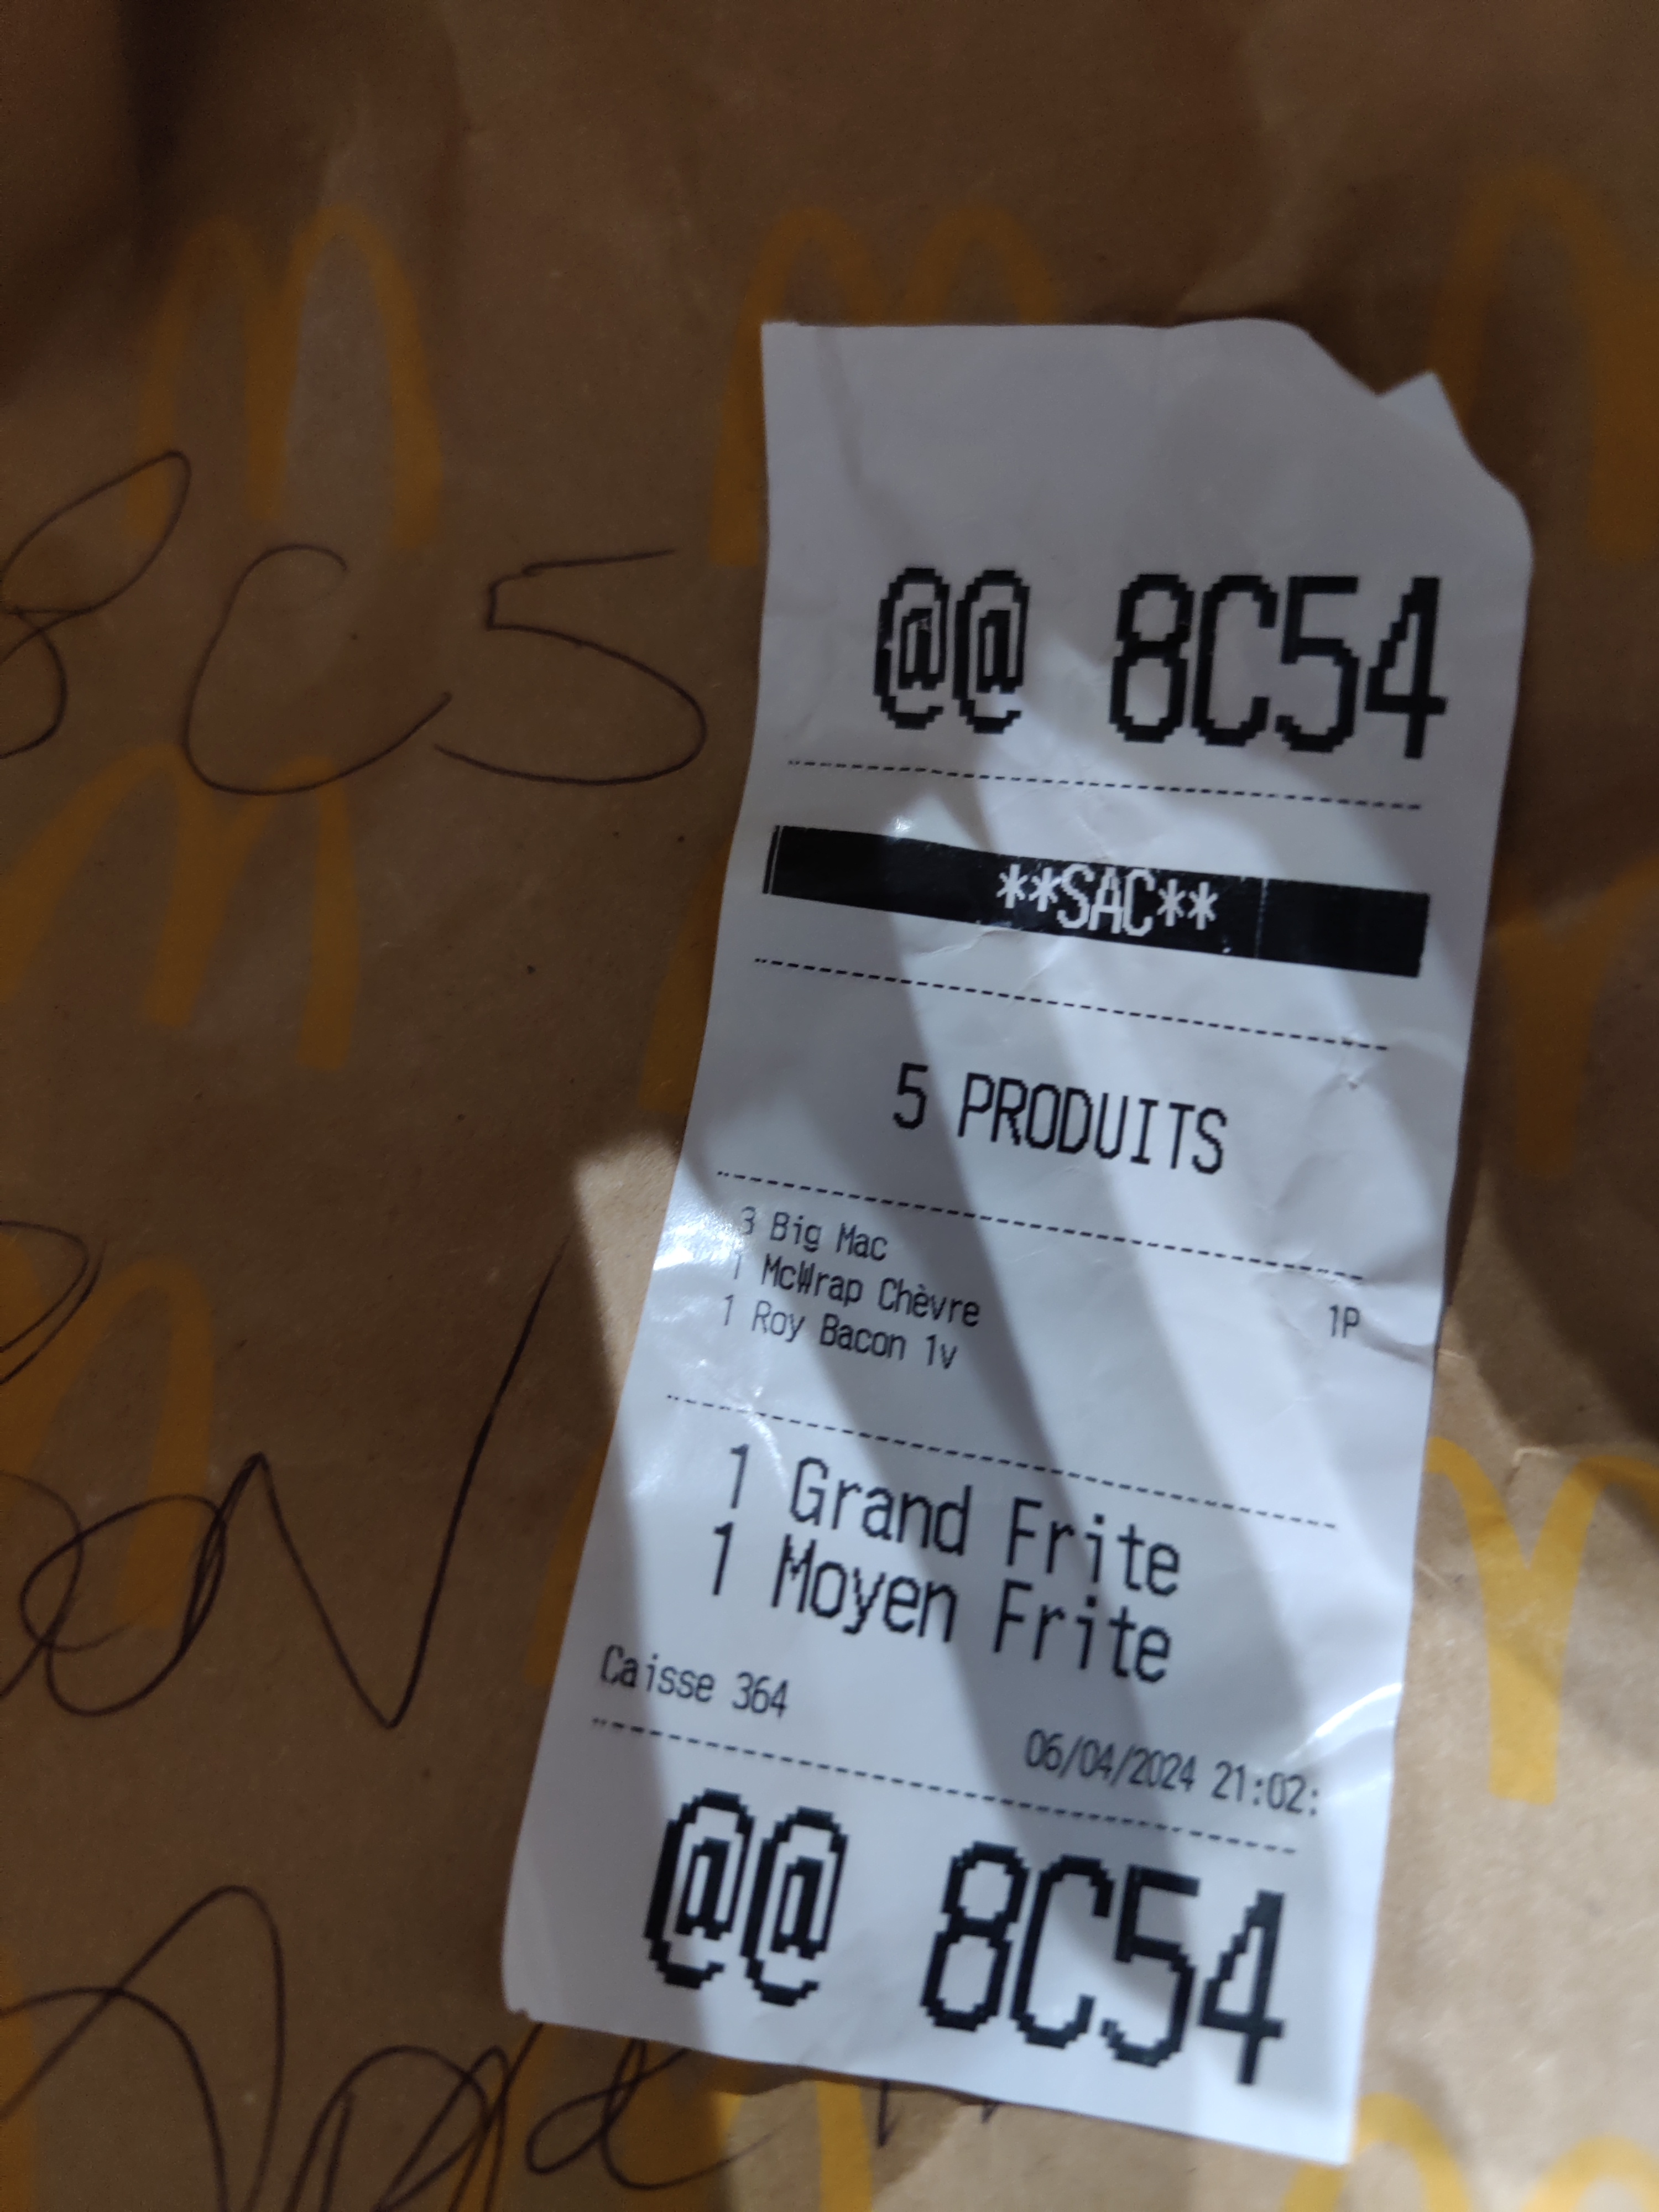 @@ 8C54
8C5
**SAC**
5 PRODUITS
3 Big Mac
1 McWrap Chèvre 1P
1 Roy Bacon 1v
1 Grand Frite
1 Moyen Frite
Caisse 364
06/04/2024 21:02:
@@ 8C54